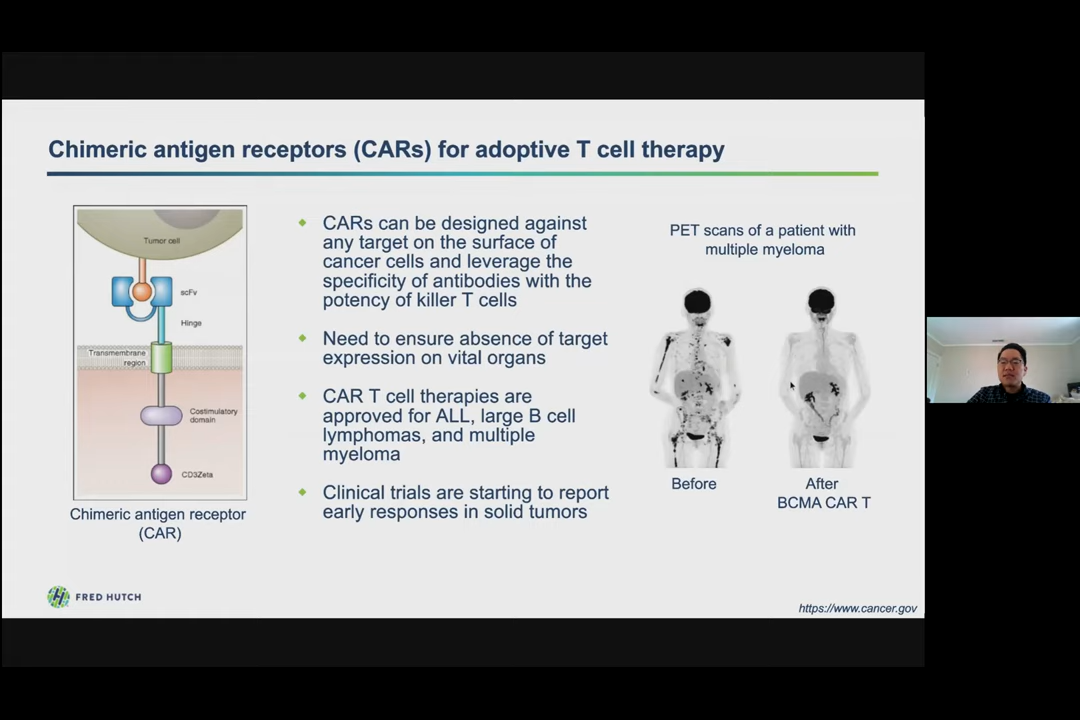 Chimeric antigen receptors (CARs) for adoptive T cell therapy
Tumor cell
scFv
Hinge
Transmembrane
region
Costimulatory
domain
CD3Zeta
Chimeric antigen receptor
(CAR)
CARs can be designed against
any target on the surface of
cancer cells and leverage the
specificity of antibodies with the
potency of killer T cells
Need to ensure absence of target
expression on vital organs
CAR T cell therapies are
approved for ALL, large B cell
lymphomas, and multiple
myeloma
Clinical trials are starting to report
early responses in solid tumors
PET scans of a patient with
multiple myeloma
Before
After
BCMA CAR T
FRED HUTCH
https://www.cancer.gov